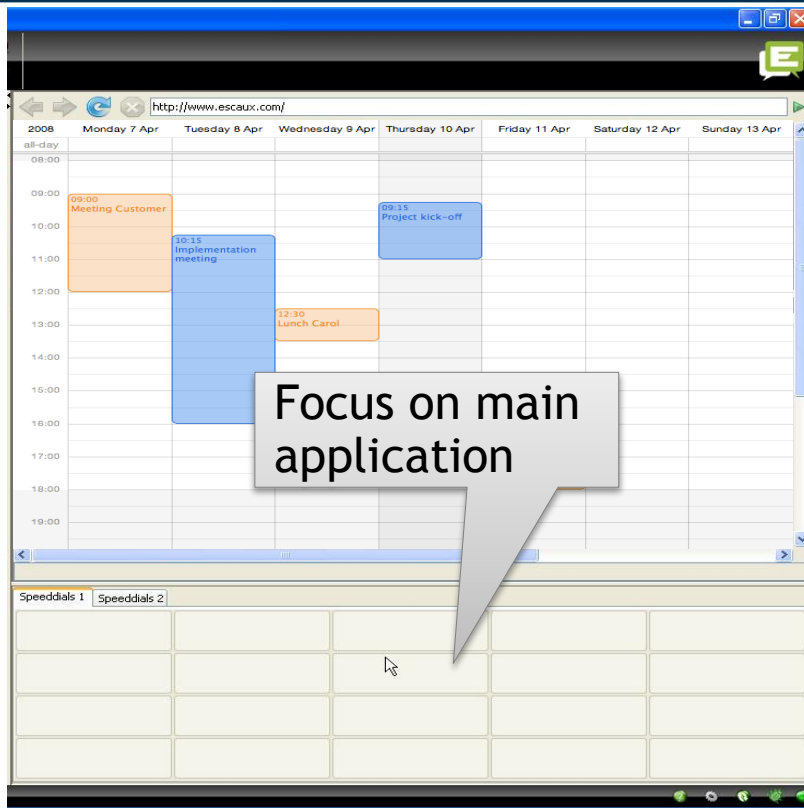 http://www.escaux.com/
2008 Monday 7 Apr Tuesday 8 Apr Wednesday 9 Apr Thursday 10 Apr Friday 11 Apr Saturday 12 Apr Sunday 13 Apr
all-day
08:00
09:00
09:00
Meeting Customer
09:15
Project kick-off
10:00
10:15
Implementation
meeting
11:00
12:00
12:30
Lunch Carol
13:00
14:00
15:00
Focus on main
application
16:00
17:00
18:00
19:00
Speeddials 1 Speeddials 2